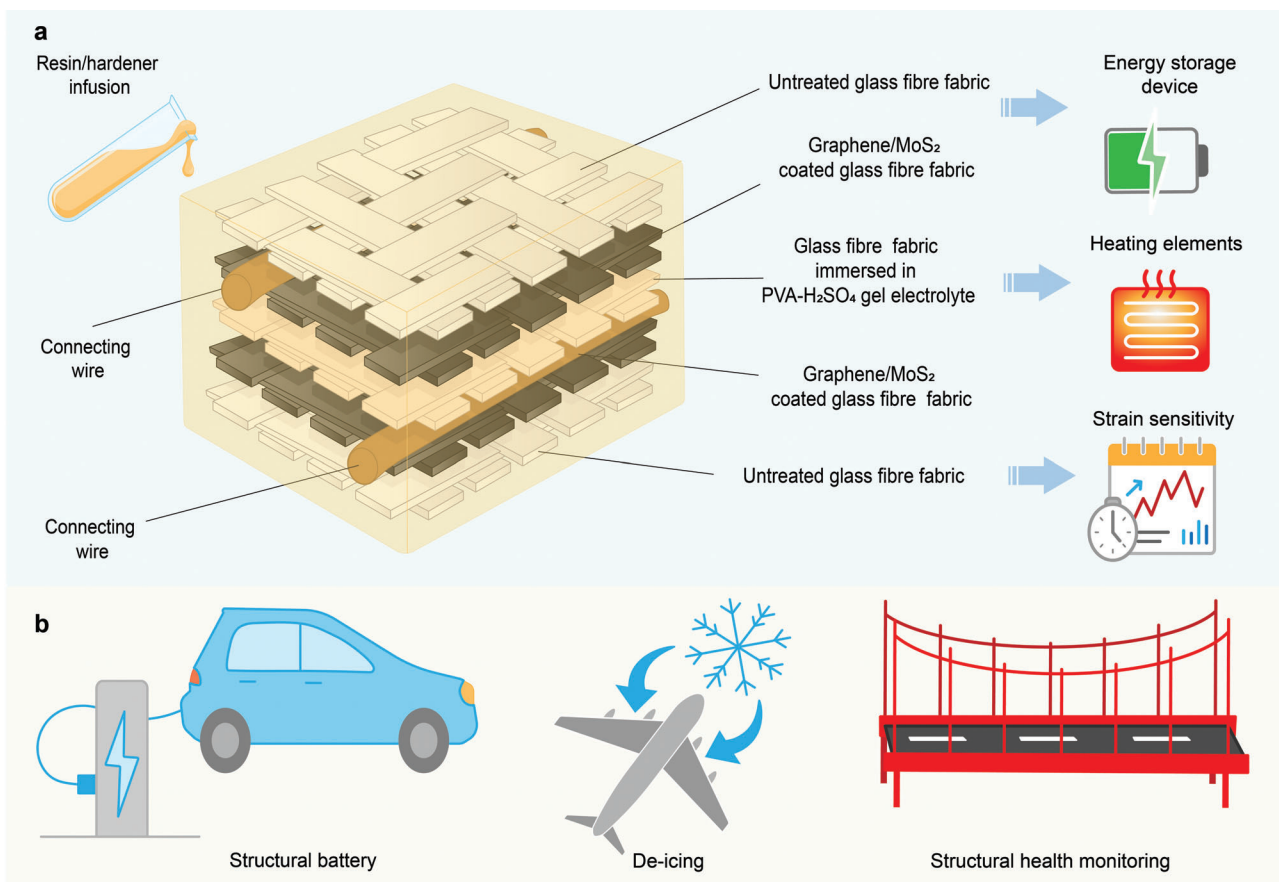 a
Resin/hardener
infusion
Untreated glass fibre fabric
Graphene/MoS₂
coated glass fibre fabric
Glass fibre fabric
immersed in
PVA-H₂SO₄ gel electrolyte
Graphene/MoS₂
coated glass fibre fabric
Untreated glass fibre fabric
Connecting
wire
Connecting
wire
Energy storage
device
Heating elements
Strain sensitivity
b
Structural battery
De-icing
Structural health monitoring